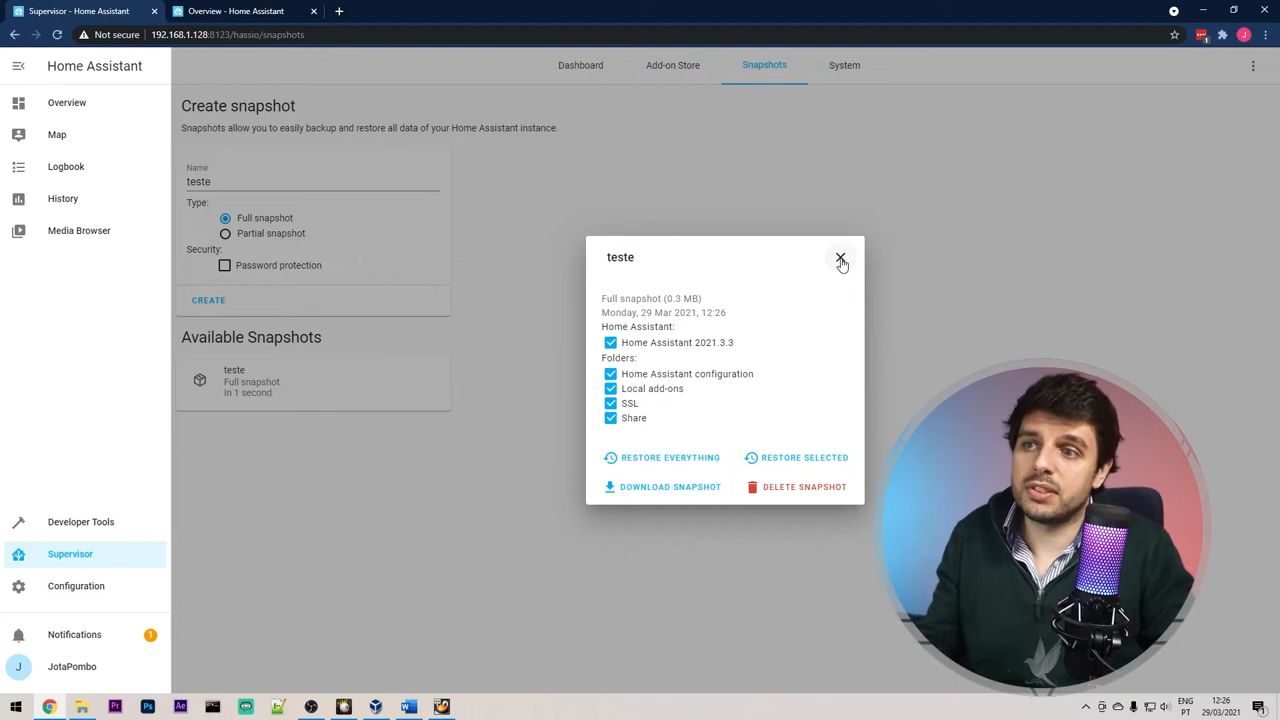 Supervisor - Home Assistant
Overview - Home Assistant
Not secure
192.168.1.128:8123/hassio/snapshots
Home Assistant
Dashboard
Add-on Store
Snapshots
System
Overview
Map
Logbook
History
Media Browser
Developer Tools
Supervisor
Configuration
Notifications
1
J
JotaPombo
Create snapshot
Snapshots allow you to easily backup and restore all data of your Home Assistant instance.
Name
teste
Type:
Full snapshot
Partial snapshot
Security:
Password protection
CREATE
Available Snapshots
teste
Full snapshot
In 1 second
teste
Full snapshot (0.3 MB)
Monday, 29 Mar 2021, 12:26
Home Assistant:
Home Assistant 2021.3.3
Folders:
Home Assistant configuration
Local add-ons
SSL
Share
RESTORE EVERYTHING
RESTORE SELECTED
DOWNLOAD SNAPSHOT
DELETE SNAPSHOT
Pr
Ps
Ae
ENG
PT
12:26
29/03/2021